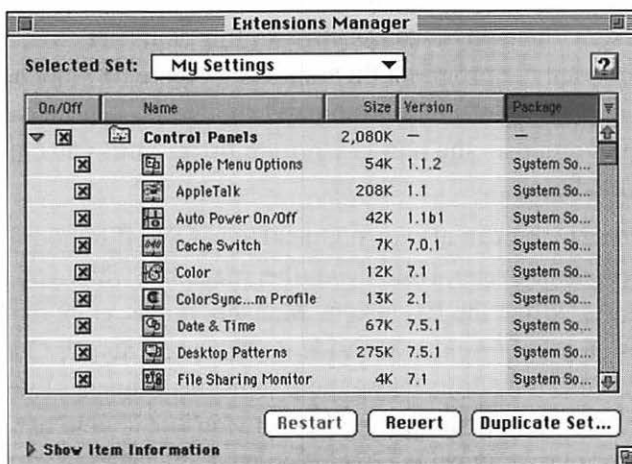 Extensions Manager
Selected Set: My Settings ?
On/Off Name Size Version Package
Control Panels 2,080K — —
Apple Menu Options 54K 1.1.2 System So...
AppleTalk 208K 1.1 System So...
Auto Power On/Off 42K 1.1b1 System So...
Cache Switch 7K 7.0.1 System So...
Color 12K 7.1 System So...
ColorSync...m Profile 13K 2.1 System So...
Date & Time 67K 7.5.1 System So...
Desktop Patterns 275K 7.5.1 System So...
File Sharing Monitor 4K 7.1 System So...
Restart Revert Duplicate Set...
Show Item Information